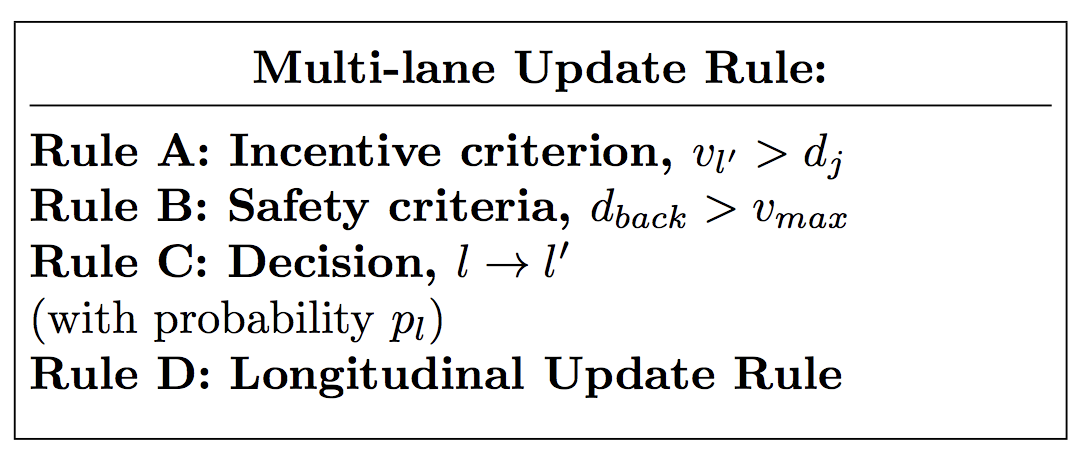 Multi-lane Update Rule:
Rule A: Incentive criterion, $v_{l'} > d_j$
Rule B: Safety criteria, $d_{back} > v_{max}$
Rule C: Decision, $l \to l'$
(with probability $p_l$)
Rule D: Longitudinal Update Rule